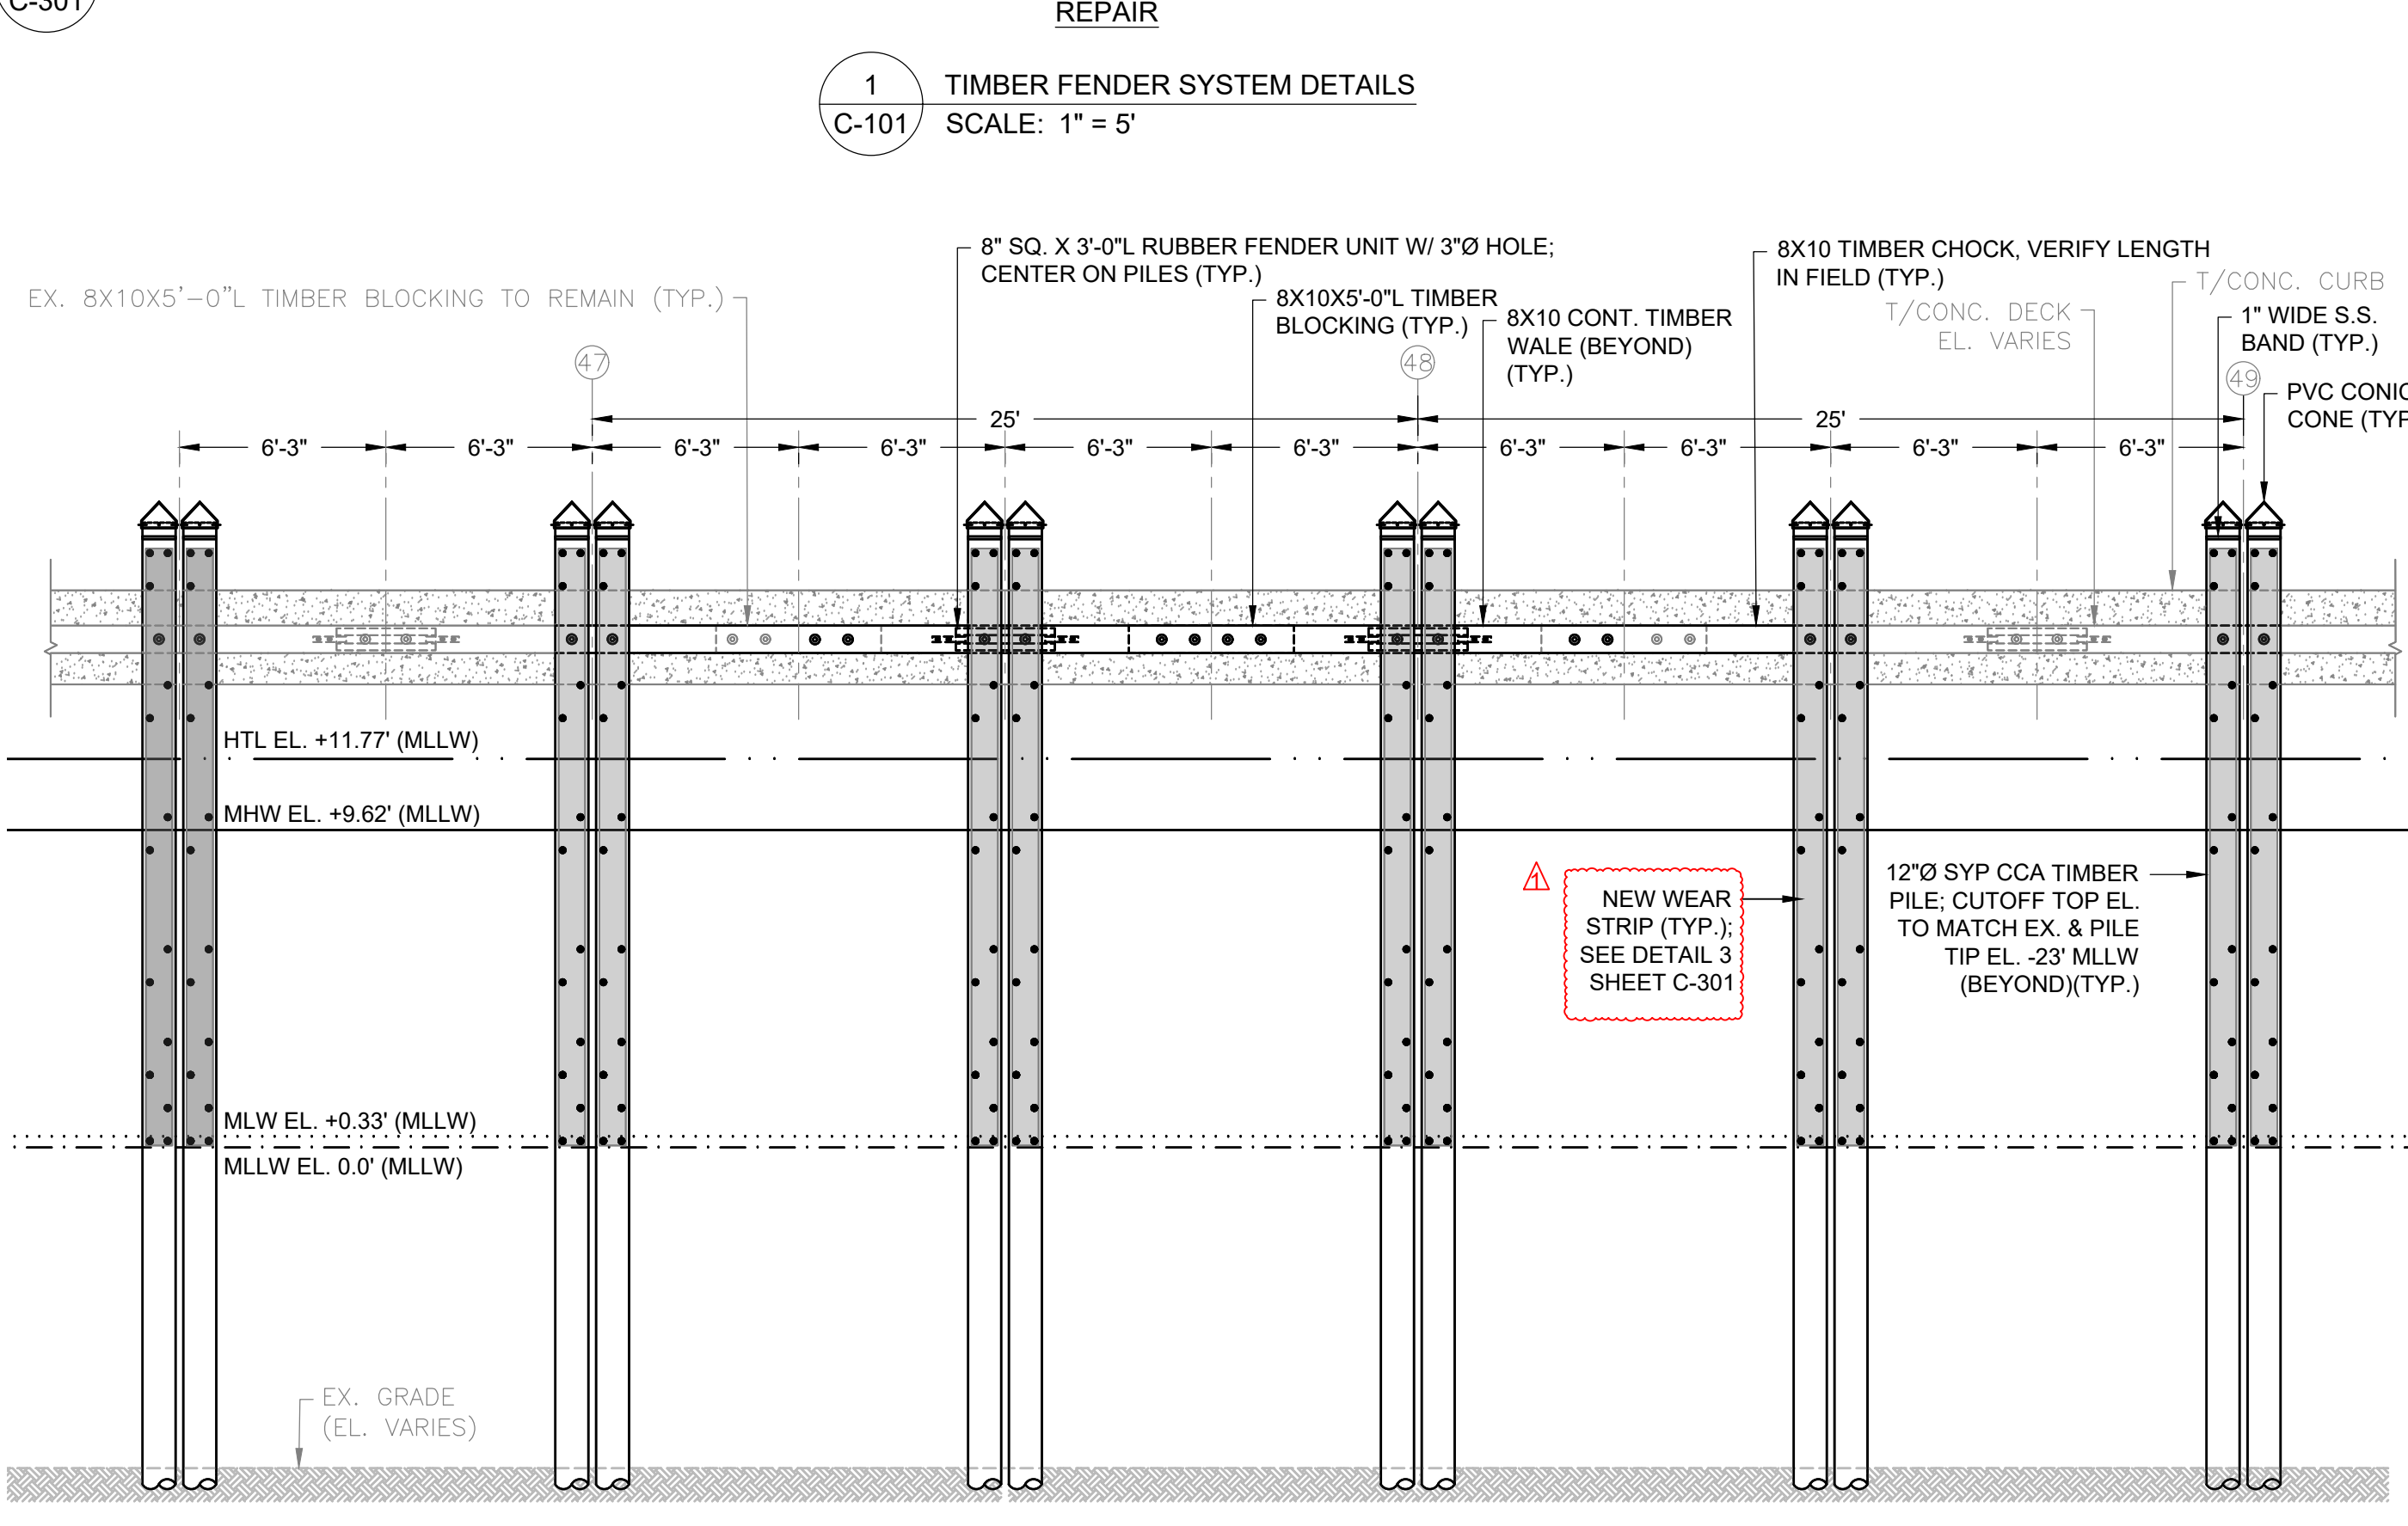 C-301
REPAIR
1
C-101
TIMBER FENDER SYSTEM DETAILS
SCALE: 1" = 5'
8" SQ. X 3'-0"L RUBBER FENDER UNIT W/ 3"Ø HOLE;
CENTER ON PILES (TYP.)
8X10 TIMBER CHOCK, VERIFY LENGTH
IN FIELD (TYP.)
EX. 8X10X5'-0"L TIMBER BLOCKING TO REMAIN (TYP.)
8X10X5'-0"L TIMBER
BLOCKING (TYP.)
8X10 CONT. TIMBER
WALE (BEYOND)
(TYP.)
T/CONC. DECK
EL. VARIES
T/CONC. CURB
1" WIDE S.S.
BAND (TYP.)
PVC CONIC
CONE (TYP
47
48
49
25'
25'
6'-3"
6'-3"
6'-3"
6'-3"
6'-3"
6'-3"
6'-3"
6'-3"
6'-3"
6'-3"
HTL EL. +11.77' (MLLW)
MHW EL. +9.62' (MLLW)
1
NEW WEAR
STRIP (TYP.);
SEE DETAIL 3
SHEET C-301
12"Ø SYP CCA TIMBER
PILE; CUTOFF TOP EL.
TO MATCH EX. & PILE
TIP EL. -23' MLLW
(BEYOND)(TYP.)
MLW EL. +0.33' (MLLW)
MLLW EL. 0.0' (MLLW)
EX. GRADE
(EL. VARIES)